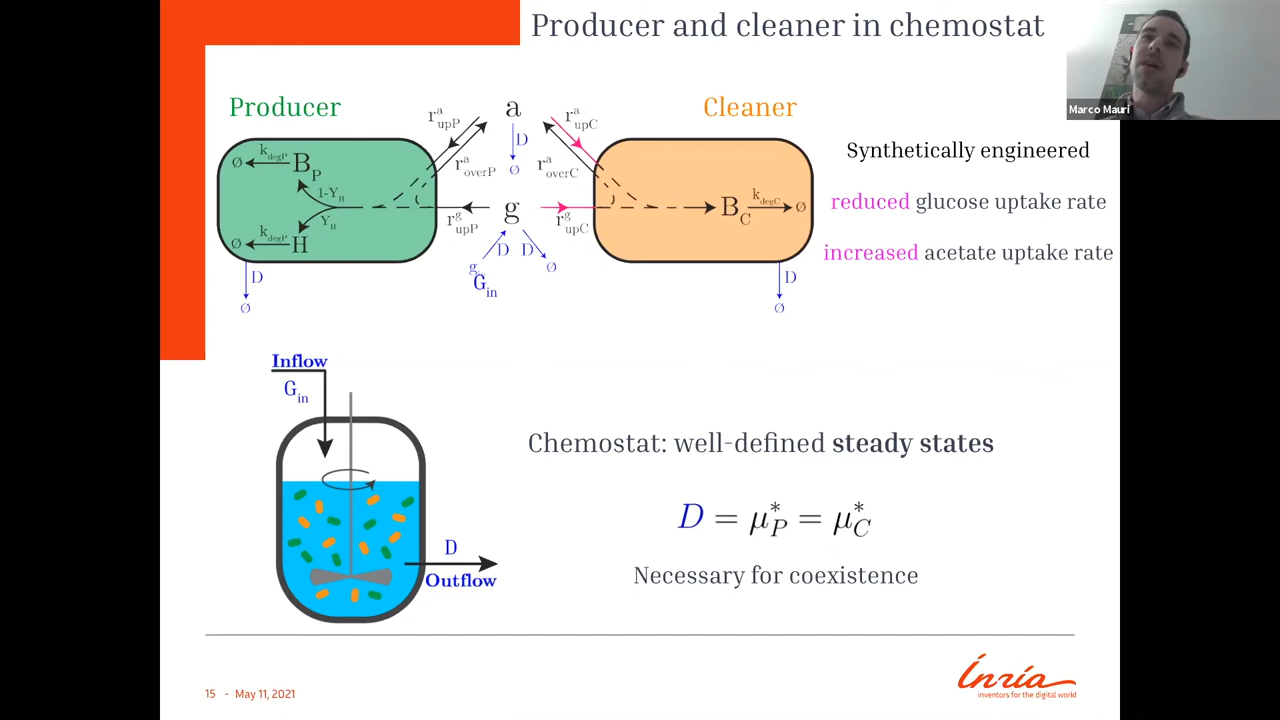 Producer and cleaner in chemostat
Marco Mauri
Producer
a
Cleaner
r^a_upP
r^a_upC
D
r^a_overP
r^a_overC
∅
Synthetically engineered
∅ k_degP B_P
1-Y_H
Y_H
∅ k_degP H
r^g_upP
g
r^g_upC
B_C k_degC ∅
reduced glucose uptake rate
increased acetate uptake rate
D
∅
D
D
g
G_in
∅
D
∅
Inflow
G_in
D
Outflow
Chemostat: well-defined steady states
D = μ*_P = μ*_C
Necessary for coexistence
15 - May 11, 2021
Inria
inventors for the digital world